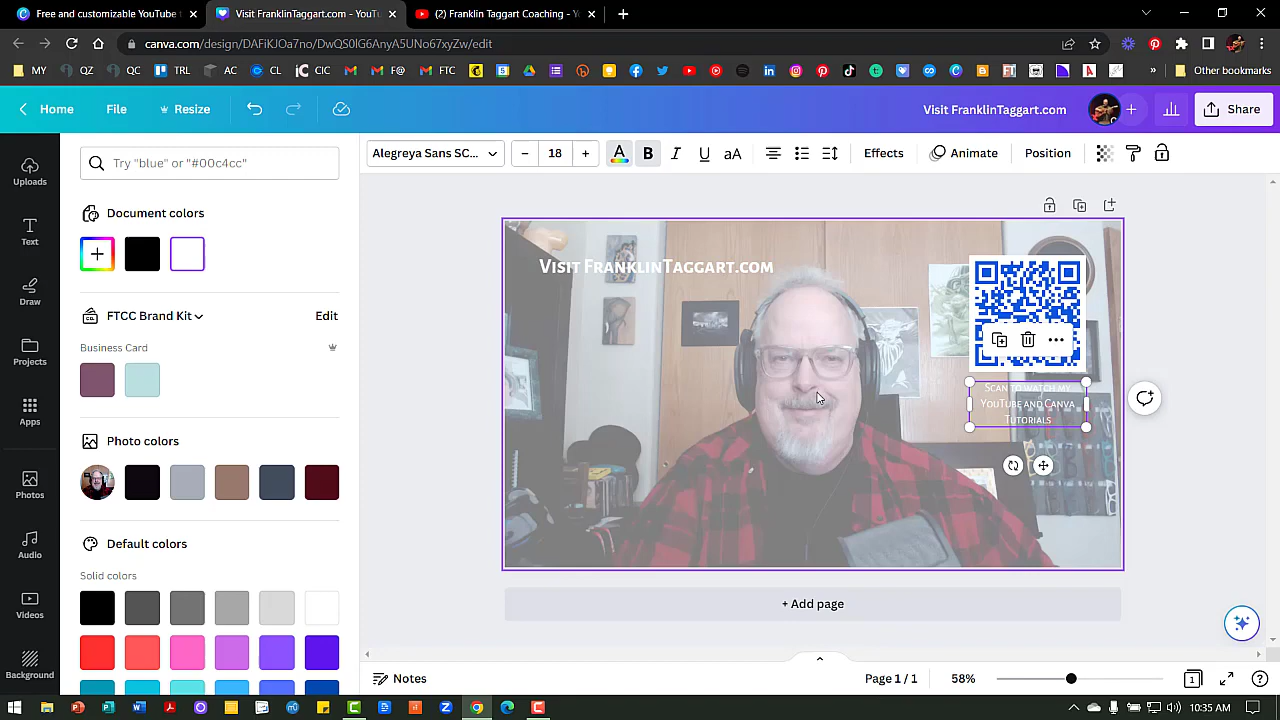 Free and customizable YouTube t
Visit FranklinTaggart.com - YouTu
(2) Franklin Taggart Coaching - Y
canva.com/design/DAFiKJOa7no/DwQS0lG6AnyA5UNo67xyZw/edit
MY
QZ
QC
TRL
AC
CL
CIC
F@
FTC
Other bookmarks
Home
File
Resize
Visit FranklinTaggart.com
Share
Try "blue" or "#00c4cc"
Alegreya Sans SC...
18
A
B
I
U
aA
Effects
Animate
Position
Uploads
Text
Draw
Projects
Apps
Photos
Audio
Videos
Background
Document colors
FTCC Brand Kit
Edit
Business Card
Photo colors
Default colors
Solid colors
Visit FranklinTaggart.com
Scan to watch my
YouTube and Canva
Tutorials
+ Add page
Notes
Page 1 / 1
58%
1
10:35 AM